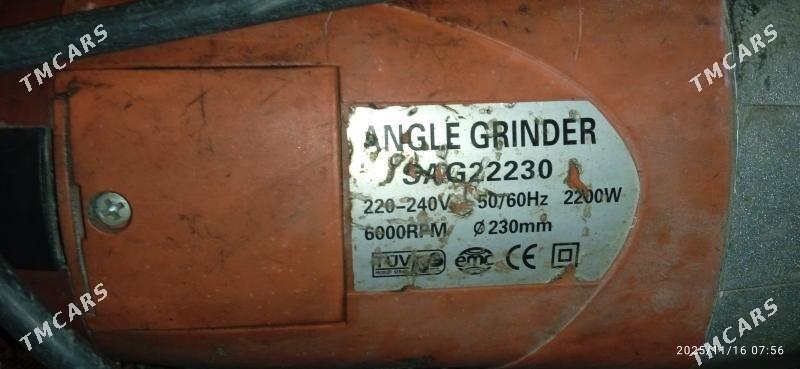 TMCARS
TMCARS
ANGLE GRINDER
SAG22230
220-240V 50/60Hz 2200W
6000RPM Ø230mm
TÜV GS emc CE
TMCARS
TMCARS
2025/11/16 07:56